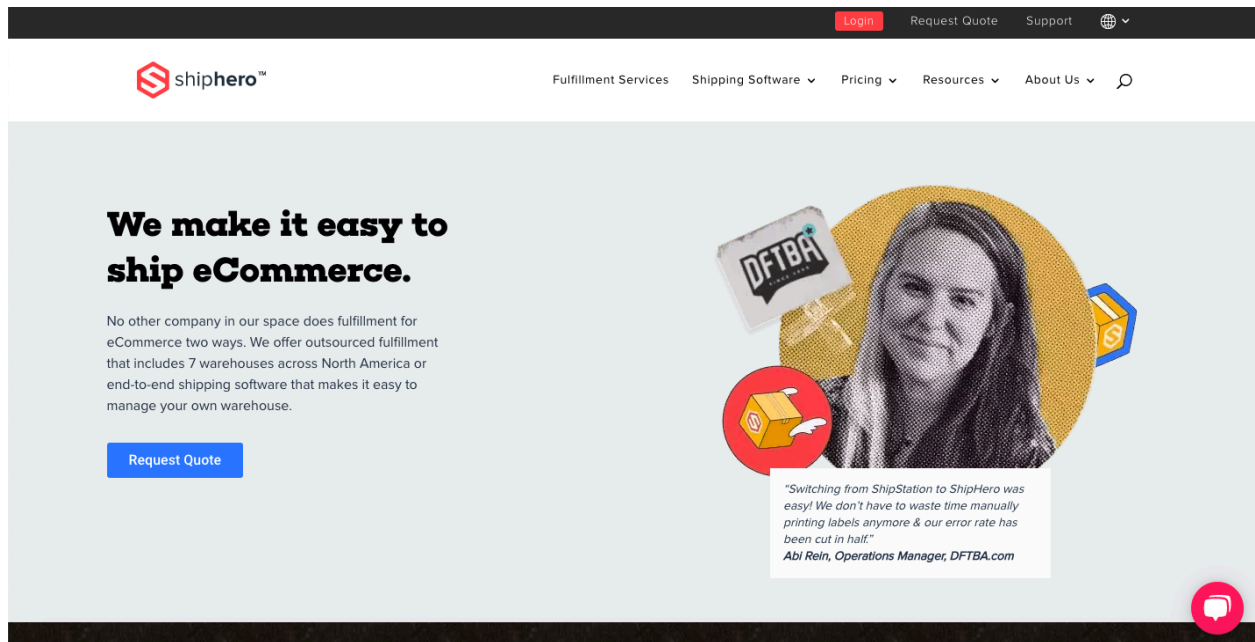 Login Request Quote Support
shiphero™
Fulfillment Services Shipping Software Pricing Resources About Us
We make it easy to
ship eCommerce.
No other company in our space does fulfillment for
eCommerce two ways. We offer outsourced fulfillment
that includes 7 warehouses across North America or
end-to-end shipping software that makes it easy to
manage your own warehouse.
Request Quote
DFTBA
SINCE 2008
"Switching from ShipStation to ShipHero was
easy! We don't have to waste time manually
printing labels anymore & our error rate has
been cut in half."
Abi Rein, Operations Manager, DFTBA.com